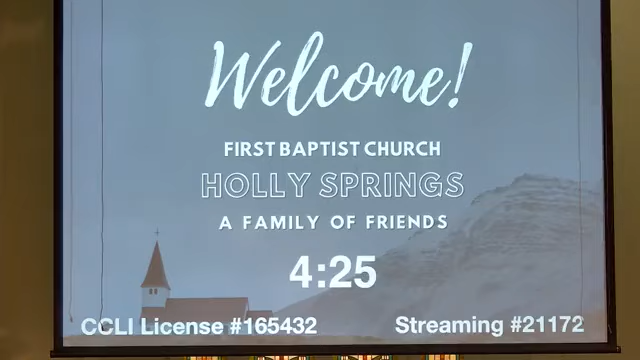 Welcome!
FIRST BAPTIST CHURCH
HOLLY SPRINGS
A FAMILY OF FRIENDS
4:25
CCLI License #165432 Streaming #21172